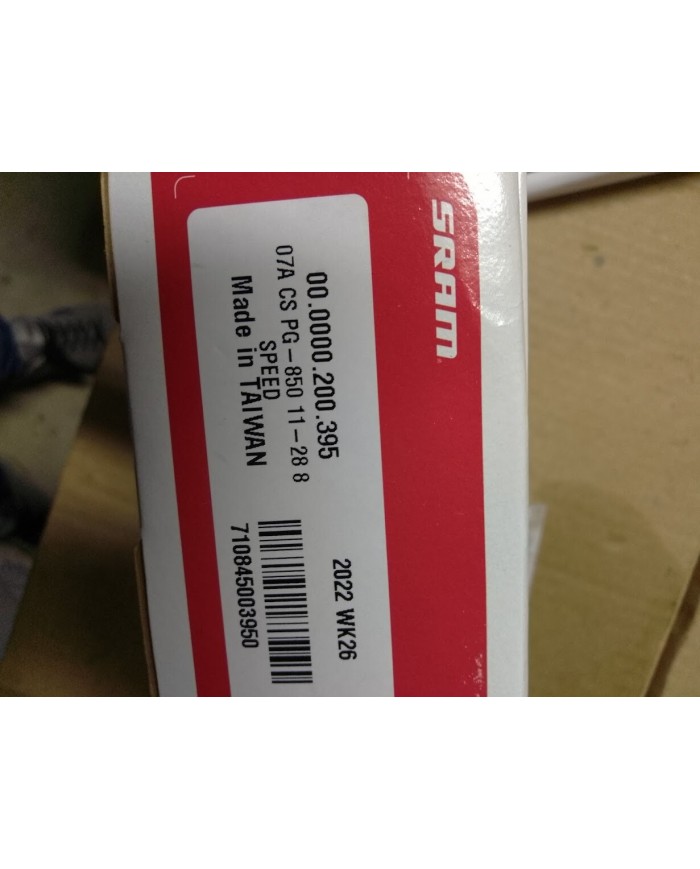 SRAM
00.0000.200.395
07A CS PG-850 11-28 8
SPEED
Made in TAIWAN
2022 WK26
710845003950